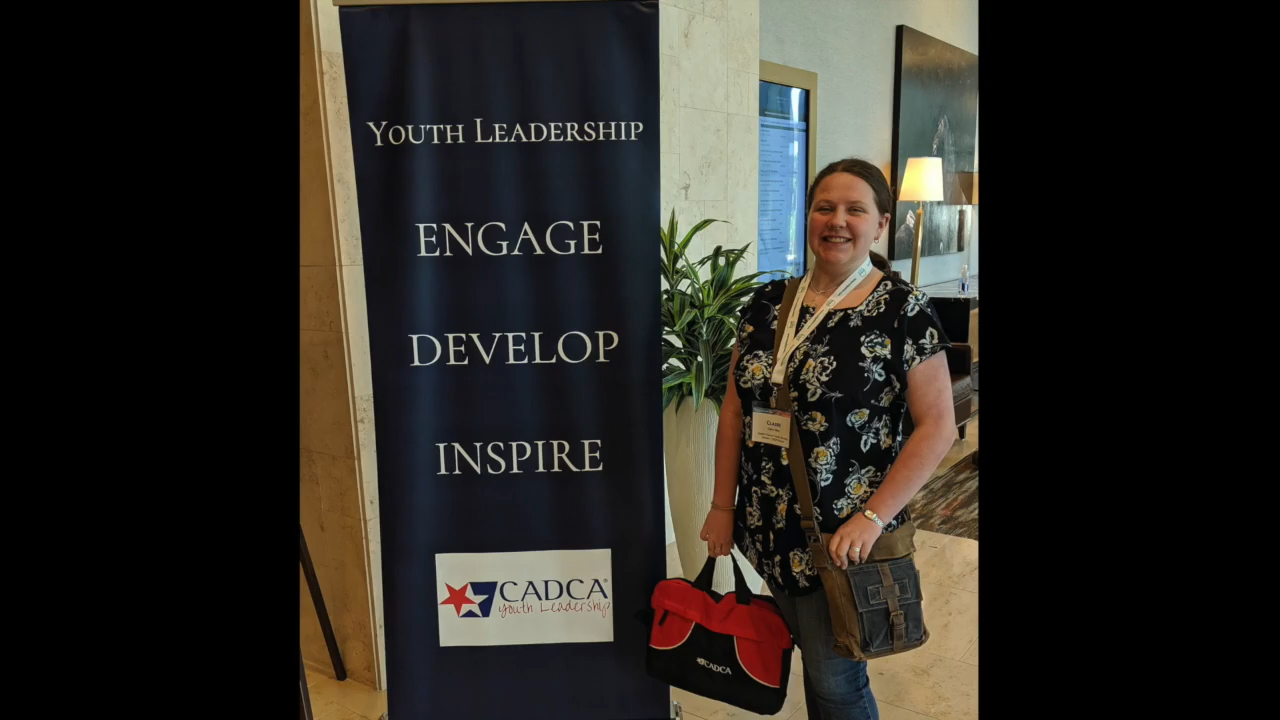 Youth Leadership
ENGAGE
DEVELOP
INSPIRE
CADCA®
Youth Leadership
CADCA